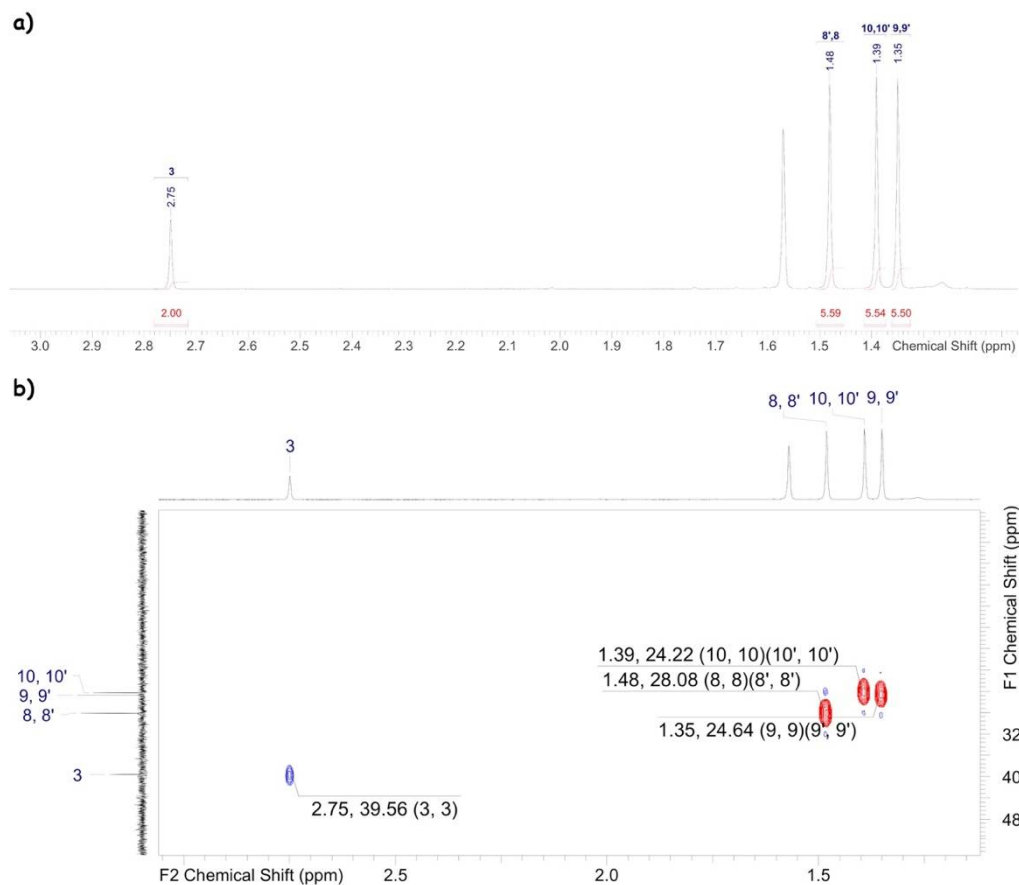 a)
8',8 10,10' 9,9'
1.48 1.39 1.35
3
2.75
2.00 5.59 5.54 5.50
3.0 2.9 2.8 2.7 2.6 2.5 2.4 2.3 2.2 2.1 2.0 1.9 1.8 1.7 1.6 1.5 1.4 Chemical Shift (ppm)
b)
8, 8' 10, 10' 9, 9'
3
F1 Chemical Shift (ppm)
1.39, 24.22 (10, 10)(10', 10')
10, 10'
1.48, 28.08 (8, 8)(8', 8')
9, 9'
8, 8'
1.35, 24.64 (9, 9)(9', 9')
32
3
40
2.75, 39.56 (3, 3)
48
F2 Chemical Shift (ppm) 2.5 2.0 1.5